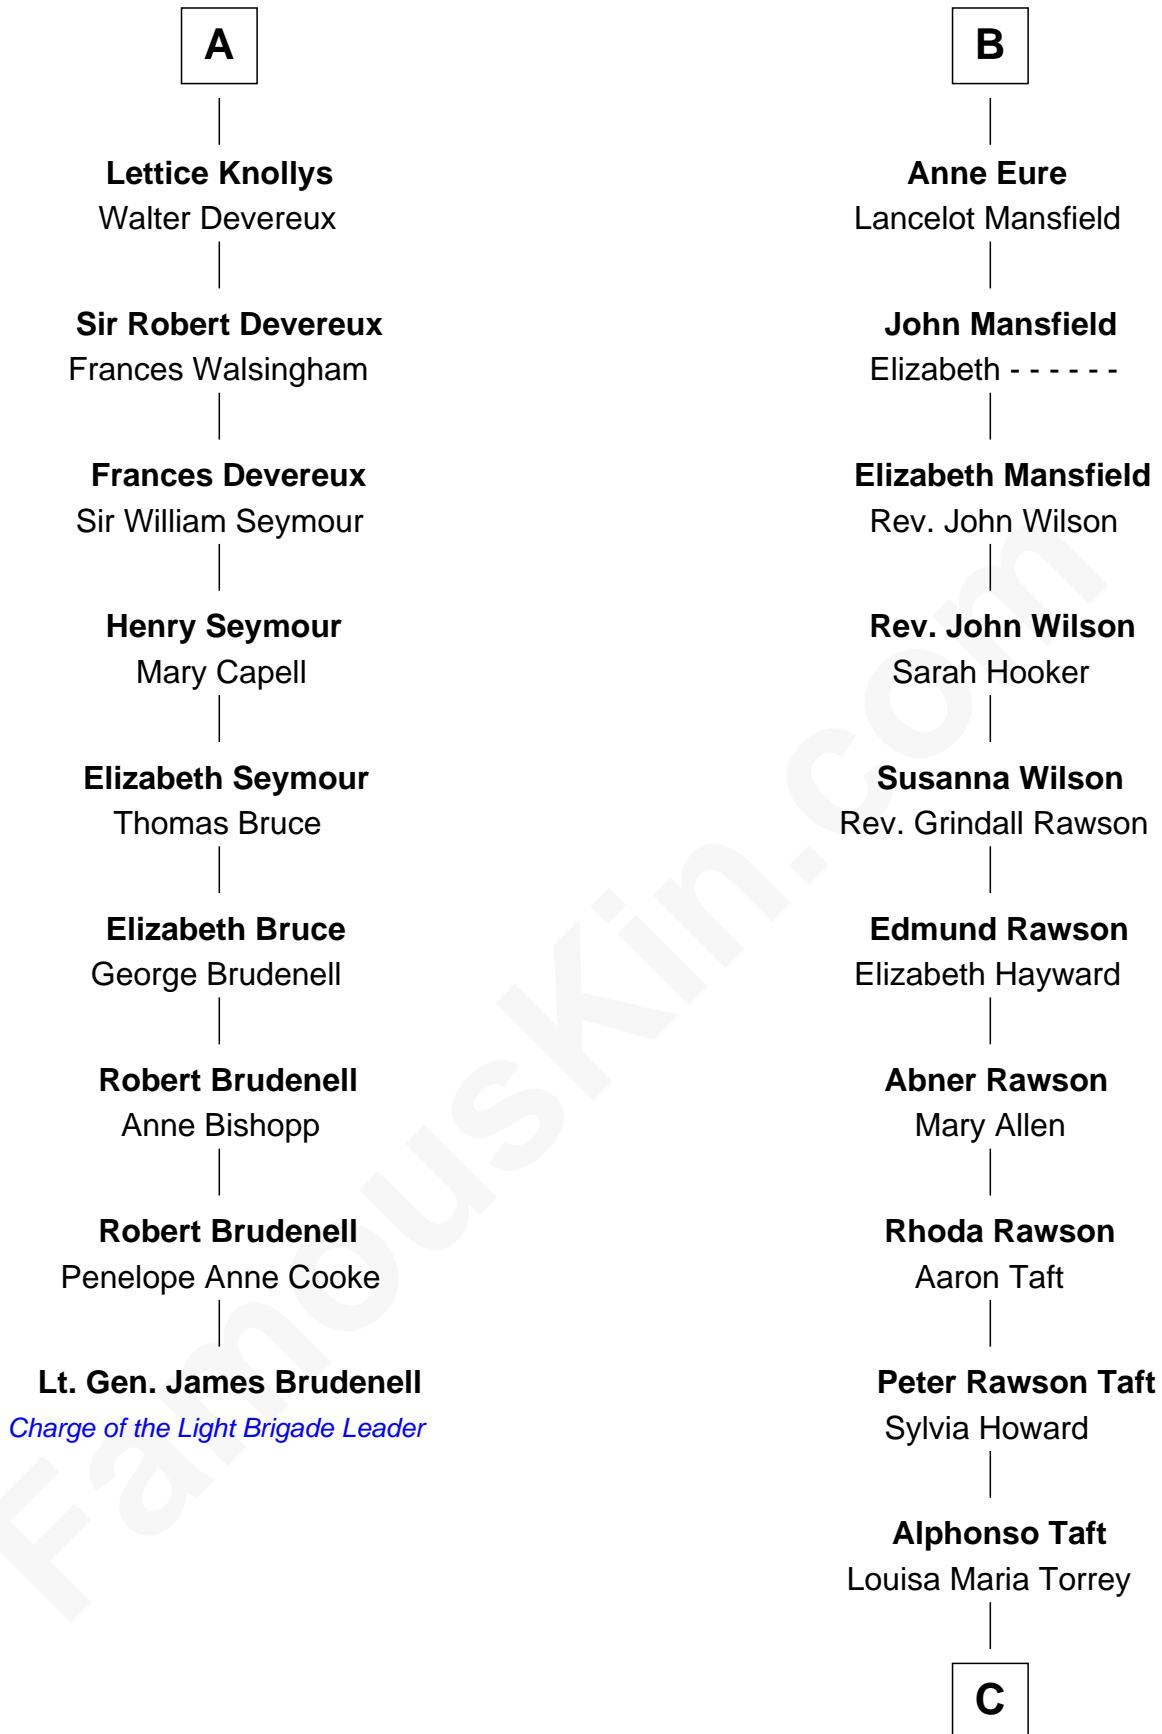 A
Lettice Knollys
Walter Devereux
Sir Robert Devereux
Frances Walsingham
Frances Devereux
Sir William Seymour
Henry Seymour
Mary Capell
Elizabeth Seymour
Thomas Bruce
Elizabeth Bruce
George Brudenell
Robert Brudenell
Anne Bishopp
Robert Brudenell
Penelope Anne Cooke
Lt. Gen. James Brudenell
Charge of the Light Brigade Leader
B
Anne Eure
Lancelot Mansfield
John Mansfield
Elizabeth - - - - - -
Elizabeth Mansfield
Rev. John Wilson
Rev. John Wilson
Sarah Hooker
Susanna Wilson
Rev. Grindall Rawson
Edmund Rawson
Elizabeth Hayward
Abner Rawson
Mary Allen
Rhoda Rawson
Aaron Taft
Peter Rawson Taft
Sylvia Howard
Alphonso Taft
Louisa Maria Torrey
C
FamousKin.com